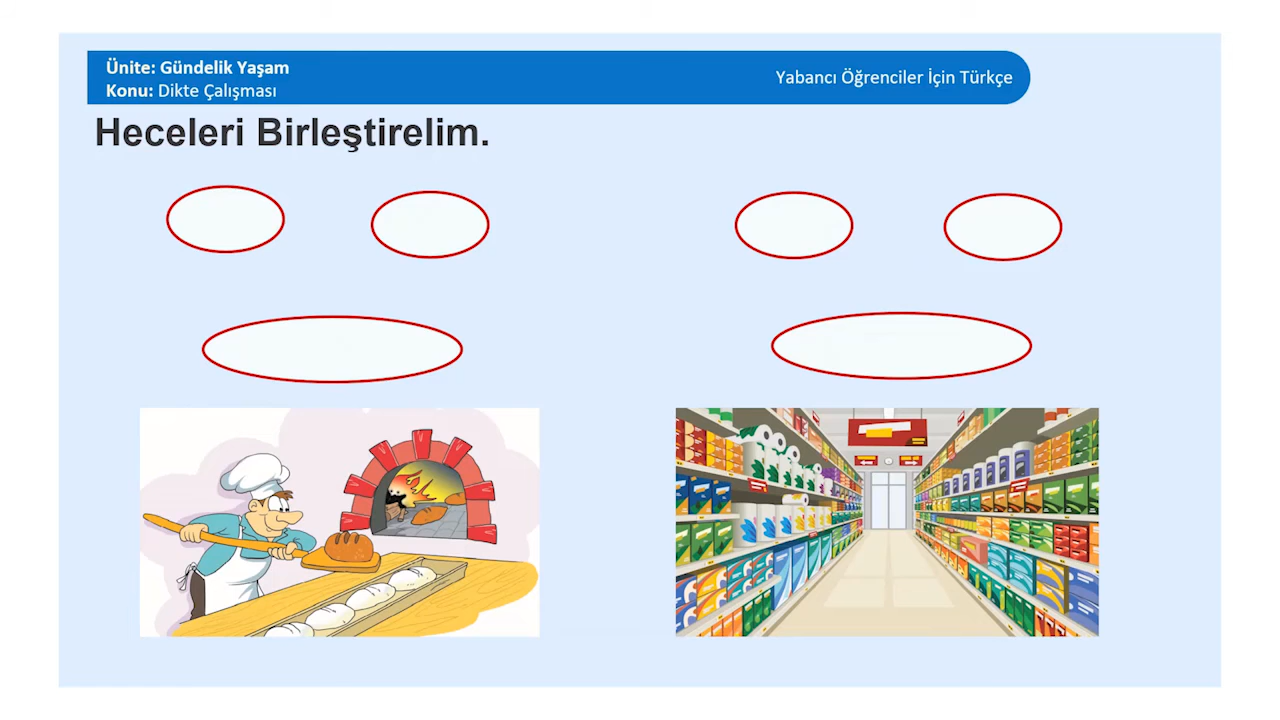 Ünite: Gündelik Yaşam
Konu: Dikte Çalışması
Yabancı Öğrenciler İçin Türkçe
Heceleri Birleştirelim.